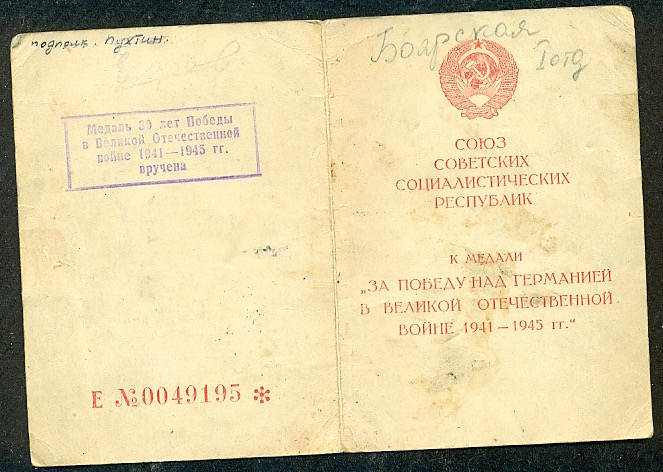 подполк. Пухтин.
Медаль 30 лет Победы
в Великой Отечественной
войне 1941—1945 гг.
вручена
Е №0049195 *
Боярская
I отд
СОЮЗ
СОВЕТСКИХ
СОЦИАЛИСТИЧЕСКИХ
РЕСПУБЛИК
К МЕДАЛИ
„ЗА ПОБЕДУ НАД ГЕРМАНИЕЙ
В ВЕЛИКОЙ ОТЕЧЕСТВЕННОЙ
ВОЙНЕ 1941—1945 гг.“